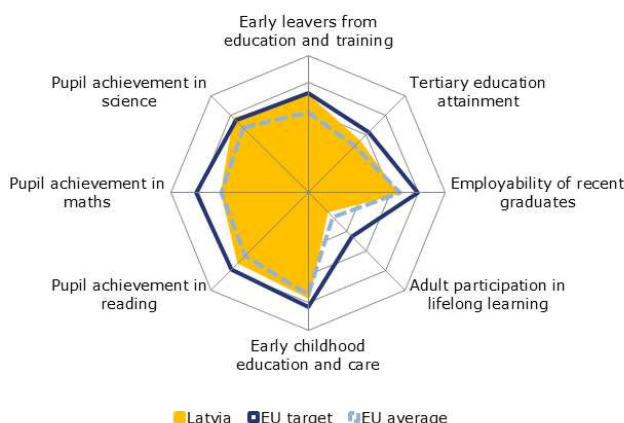 Early leavers from
education and training
Pupil achievement in
science
Tertiary education
attainment
Pupil achievement in
maths
Employability of recent
graduates
Pupil achievement in
reading
Adult participation in
lifelong learning
Early childhood
education and care
Latvia EU target EU average